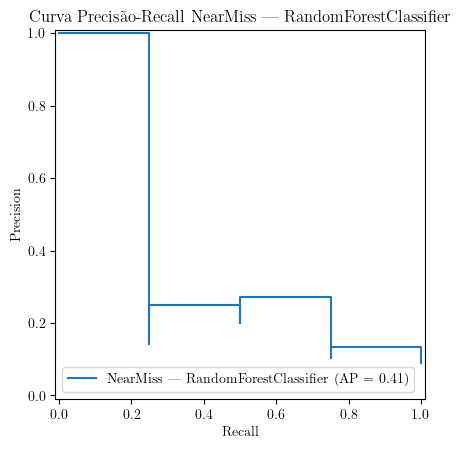 Curva Precisão-Recall NearMiss — RandomForestClassifier
1.0
0.8
0.6
0.4
0.2
0.0
Precision
NearMiss — RandomForestClassifier (AP = 0.41)
0.0 0.2 0.4 0.6 0.8 1.0
Recall